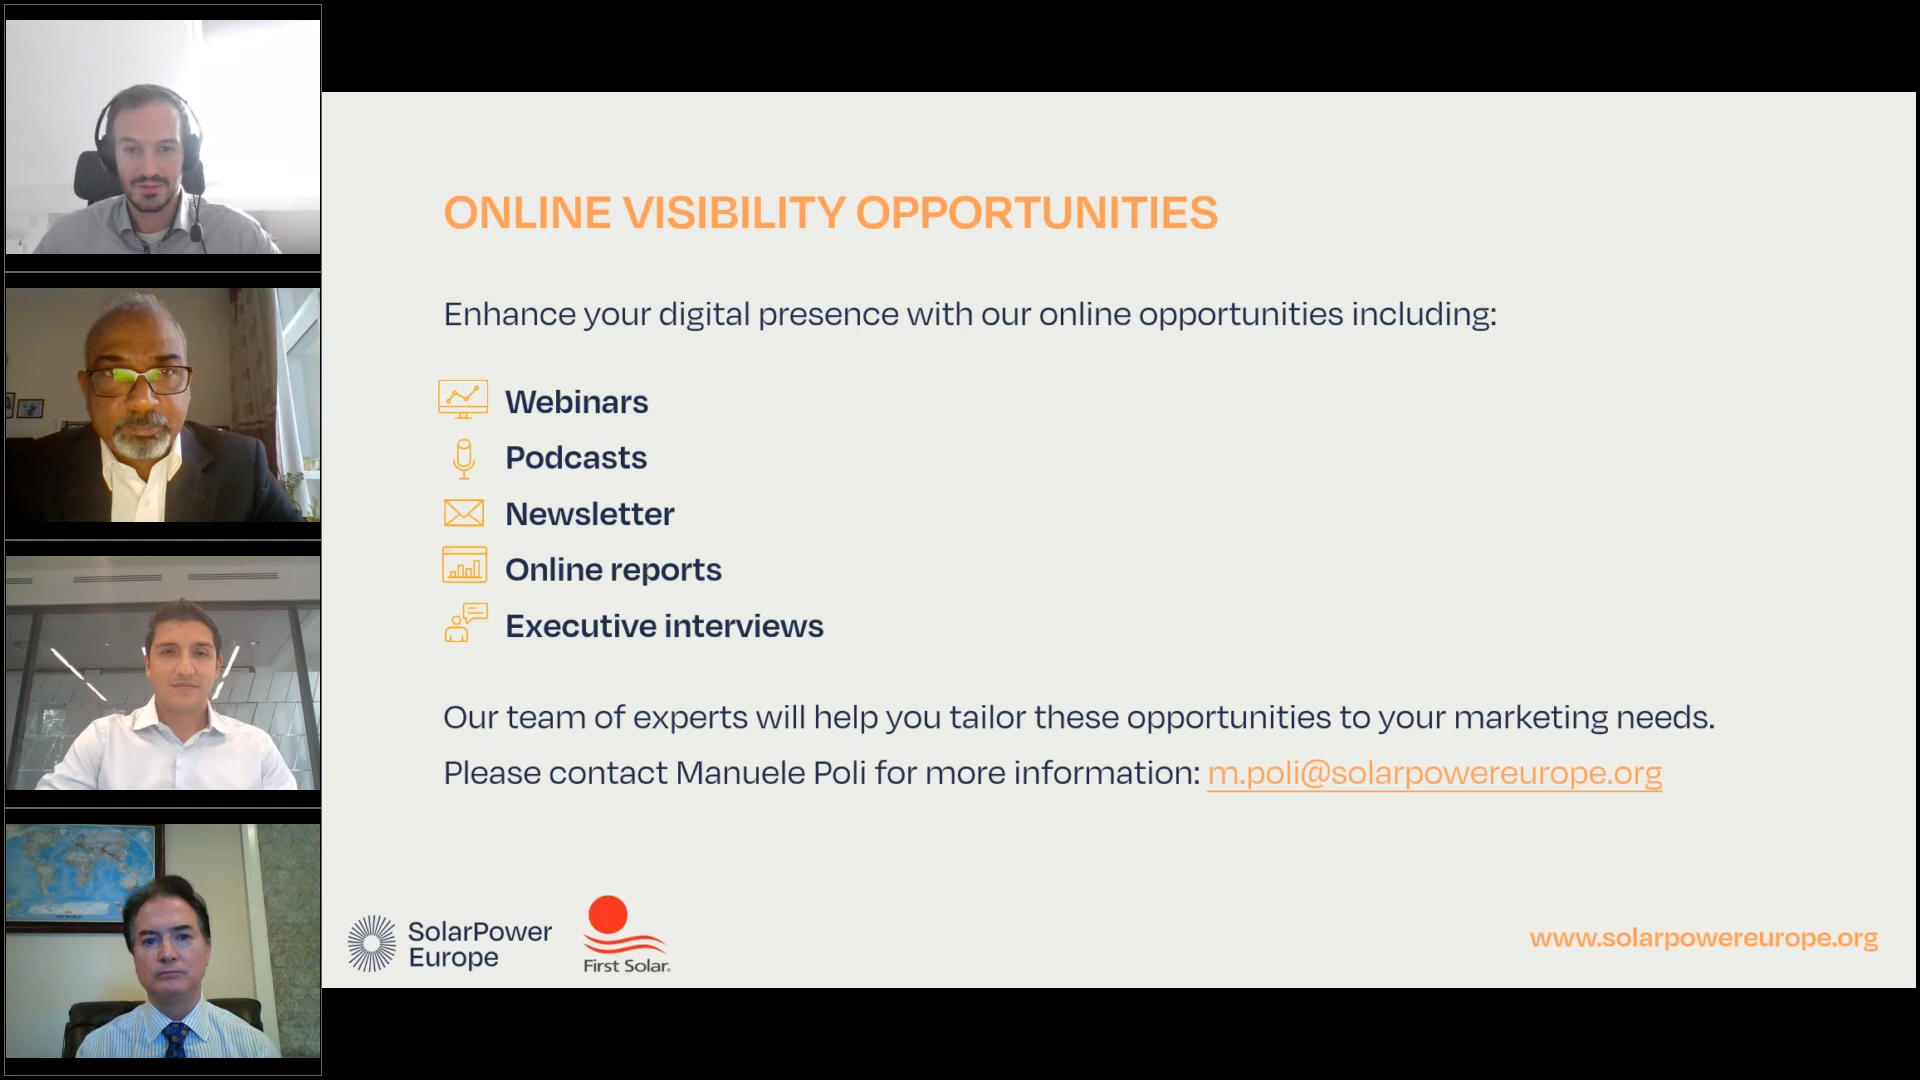 ONLINE VISIBILITY OPPORTUNITIES
Enhance your digital presence with our online opportunities including:
Webinars
Podcasts
Newsletter
Online reports
Executive interviews
Our team of experts will help you tailor these opportunities to your marketing needs.
Please contact Manuele Poli for more information: m.poli@solarpowereurope.org
SolarPower
Europe
First Solar.
www.solarpowereurope.org
THE WORLD